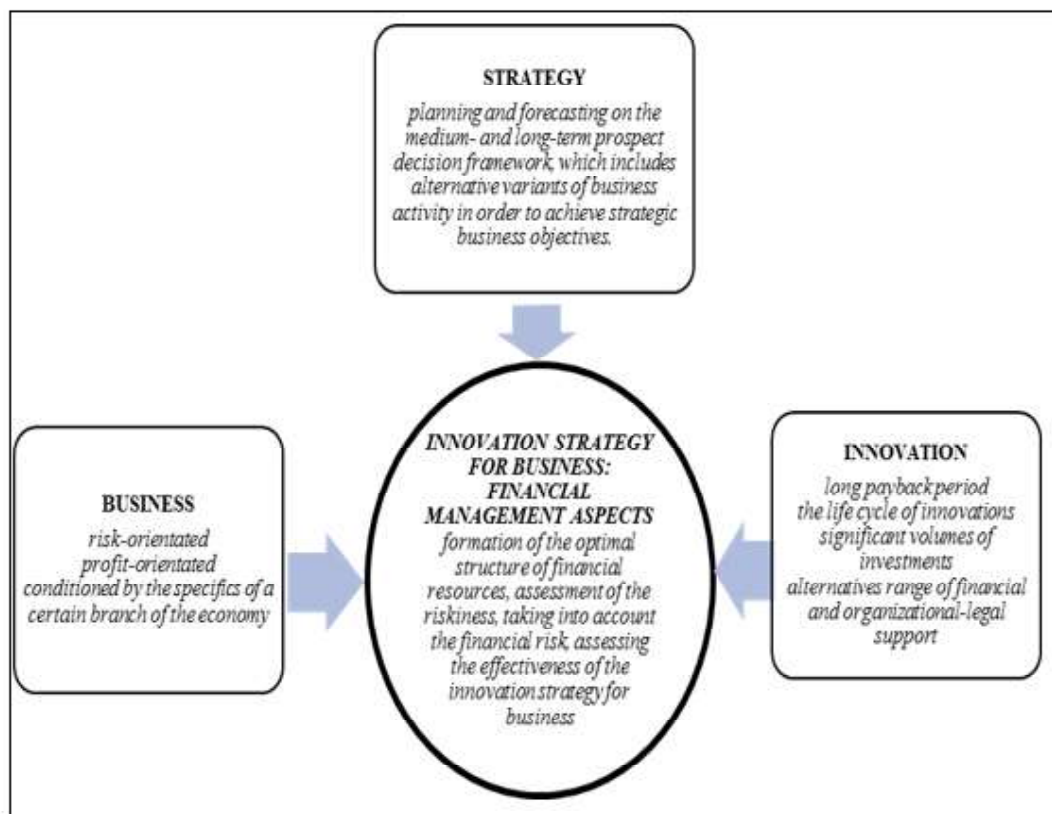 STRATEGY
planning and forecasting on the
medium- and long-term prospect
decision framework, which includes
alternative variants of business
activity in order to achieve strategic
business objectives.
BUSINESS
risk-orientated
profit-orientated
conditioned by the specifics of a
certain branch of the economy
INNOVATION STRATEGY
FOR BUSINESS:
FINANCIAL
MANAGEMENT ASPECTS
formation of the optimal
structure of financial
resources, assessment of the
riskiness, taking into account
the financial risk, assessing
the effectiveness of the
innovation strategy for
business
INNOVATION
long payback period
the life cycle of innovations
significant volumes of
investments
alternatives range of financial
and organizational-legal
support